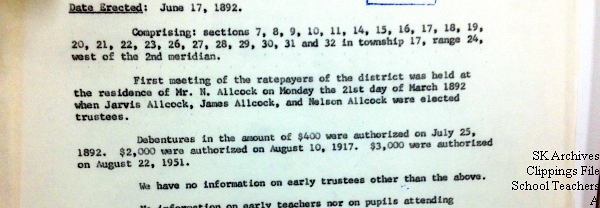 Date Erected: June 17, 1892.
Comprising: sections 7, 8, 9, 10, 11, 14, 15, 16, 17, 18, 19,
20, 21, 22, 23, 26, 27, 28, 29, 30, 31 and 32 in township 17, range 24,
west of the 2nd meridian.
First meeting of the ratepayers of the district was held at
the residence of Mr. N. Allcock on Monday the 21st day of March 1892
when Jarvis Allcock, James Allcock, and Nelson Allcock were elected
trustees.
Debentures in the amount of $400 were authorized on July 25,
1892. $2,000 were authorized on August 10, 1917. $3,000 were authorized
on August 22, 1951.
We have no information on early trustees other than the above.
information on early teachers nor on pupils attending
SK Archives
Clippings File
School Teachers
A